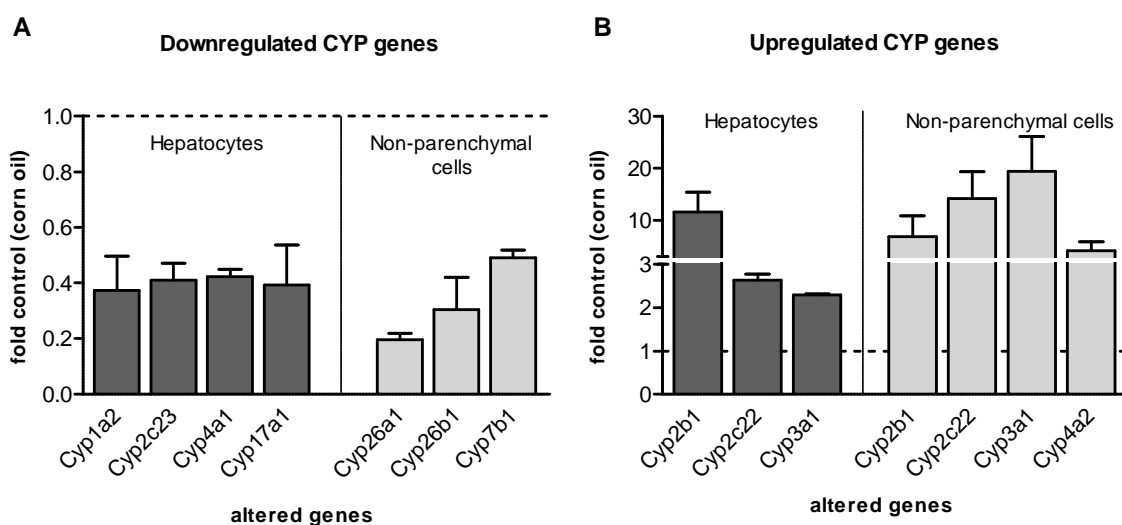 A
Downregulated CYP genes
fold control (corn oil)
1.0
0.8
0.6
0.4
0.2
0.0
Hepatocytes
Non-parenchymal
cells
Cyp1a2
Cyp2c23
Cyp4a1
Cyp17a1
Cyp26a1
Cyp26b1
Cyp7b1
altered genes
B
Upregulated CYP genes
fold control (corn oil)
30
20
10
3
2
1
0
Hepatocytes
Non-parenchymal cells
Cyp2b1
Cyp2c22
Cyp3a1
Cyp2b1
Cyp2c22
Cyp3a1
Cyp4a2
altered genes